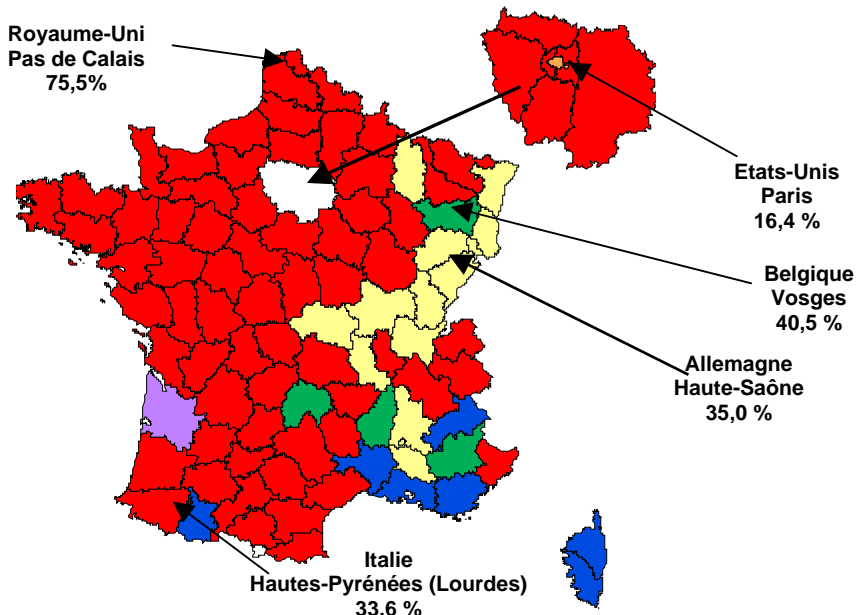 Royaume-Uni
Pas de Calais
75,5%
Etats-Unis
Paris
16,4 %
Belgique
Vosges
40,5 %
Allemagne
Haute-Saône
35,0 %
Italie
Hautes-Pyrénées (Lourdes)
33,6 %